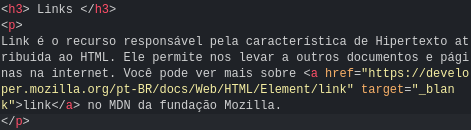 <h3> Links </h3>
<p>
Link é o recurso responsável pela característica de Hipertexto at
ribuida ao HTML. Ele permite nos levar a outros documentos e pági
nas na internet. Você pode ver mais sobre <a href="https://develo
per.mozilla.org/pt-BR/docs/Web/HTML/Element/link" target="_blan
k">link</a> no MDN da fundação Mozilla.
</p>